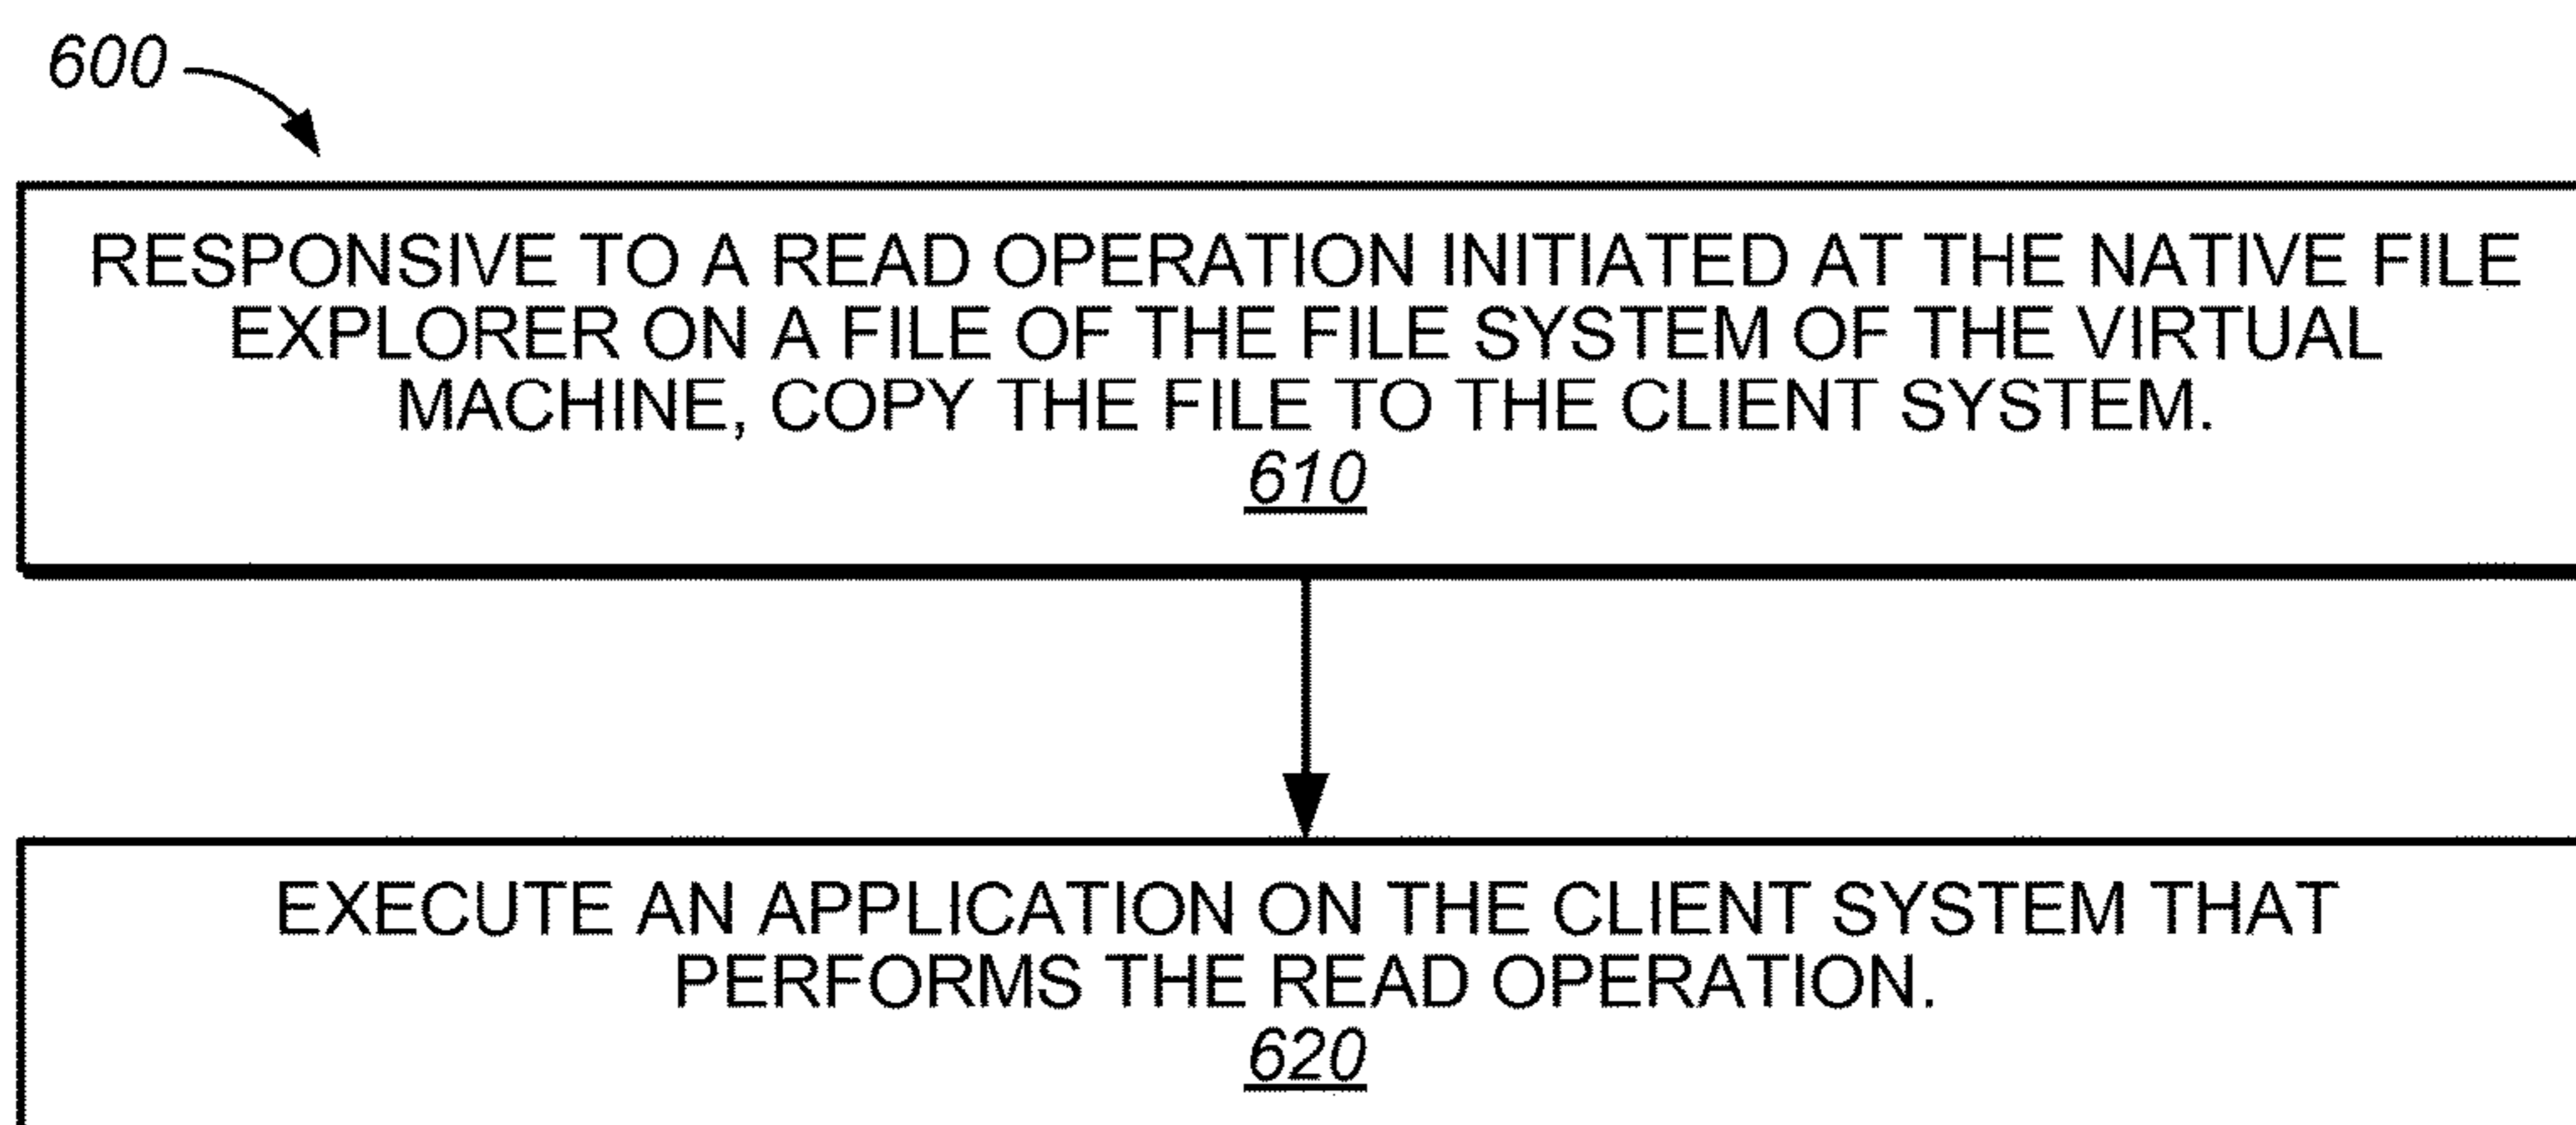 600
RESPONSIVE TO A READ OPERATION INITIATED AT THE NATIVE FILE
EXPLORER ON A FILE OF THE FILE SYSTEM OF THE VIRTUAL
MACHINE, COPY THE FILE TO THE CLIENT SYSTEM.
610
EXECUTE AN APPLICATION ON THE CLIENT SYSTEM THAT
PERFORMS THE READ OPERATION.
620